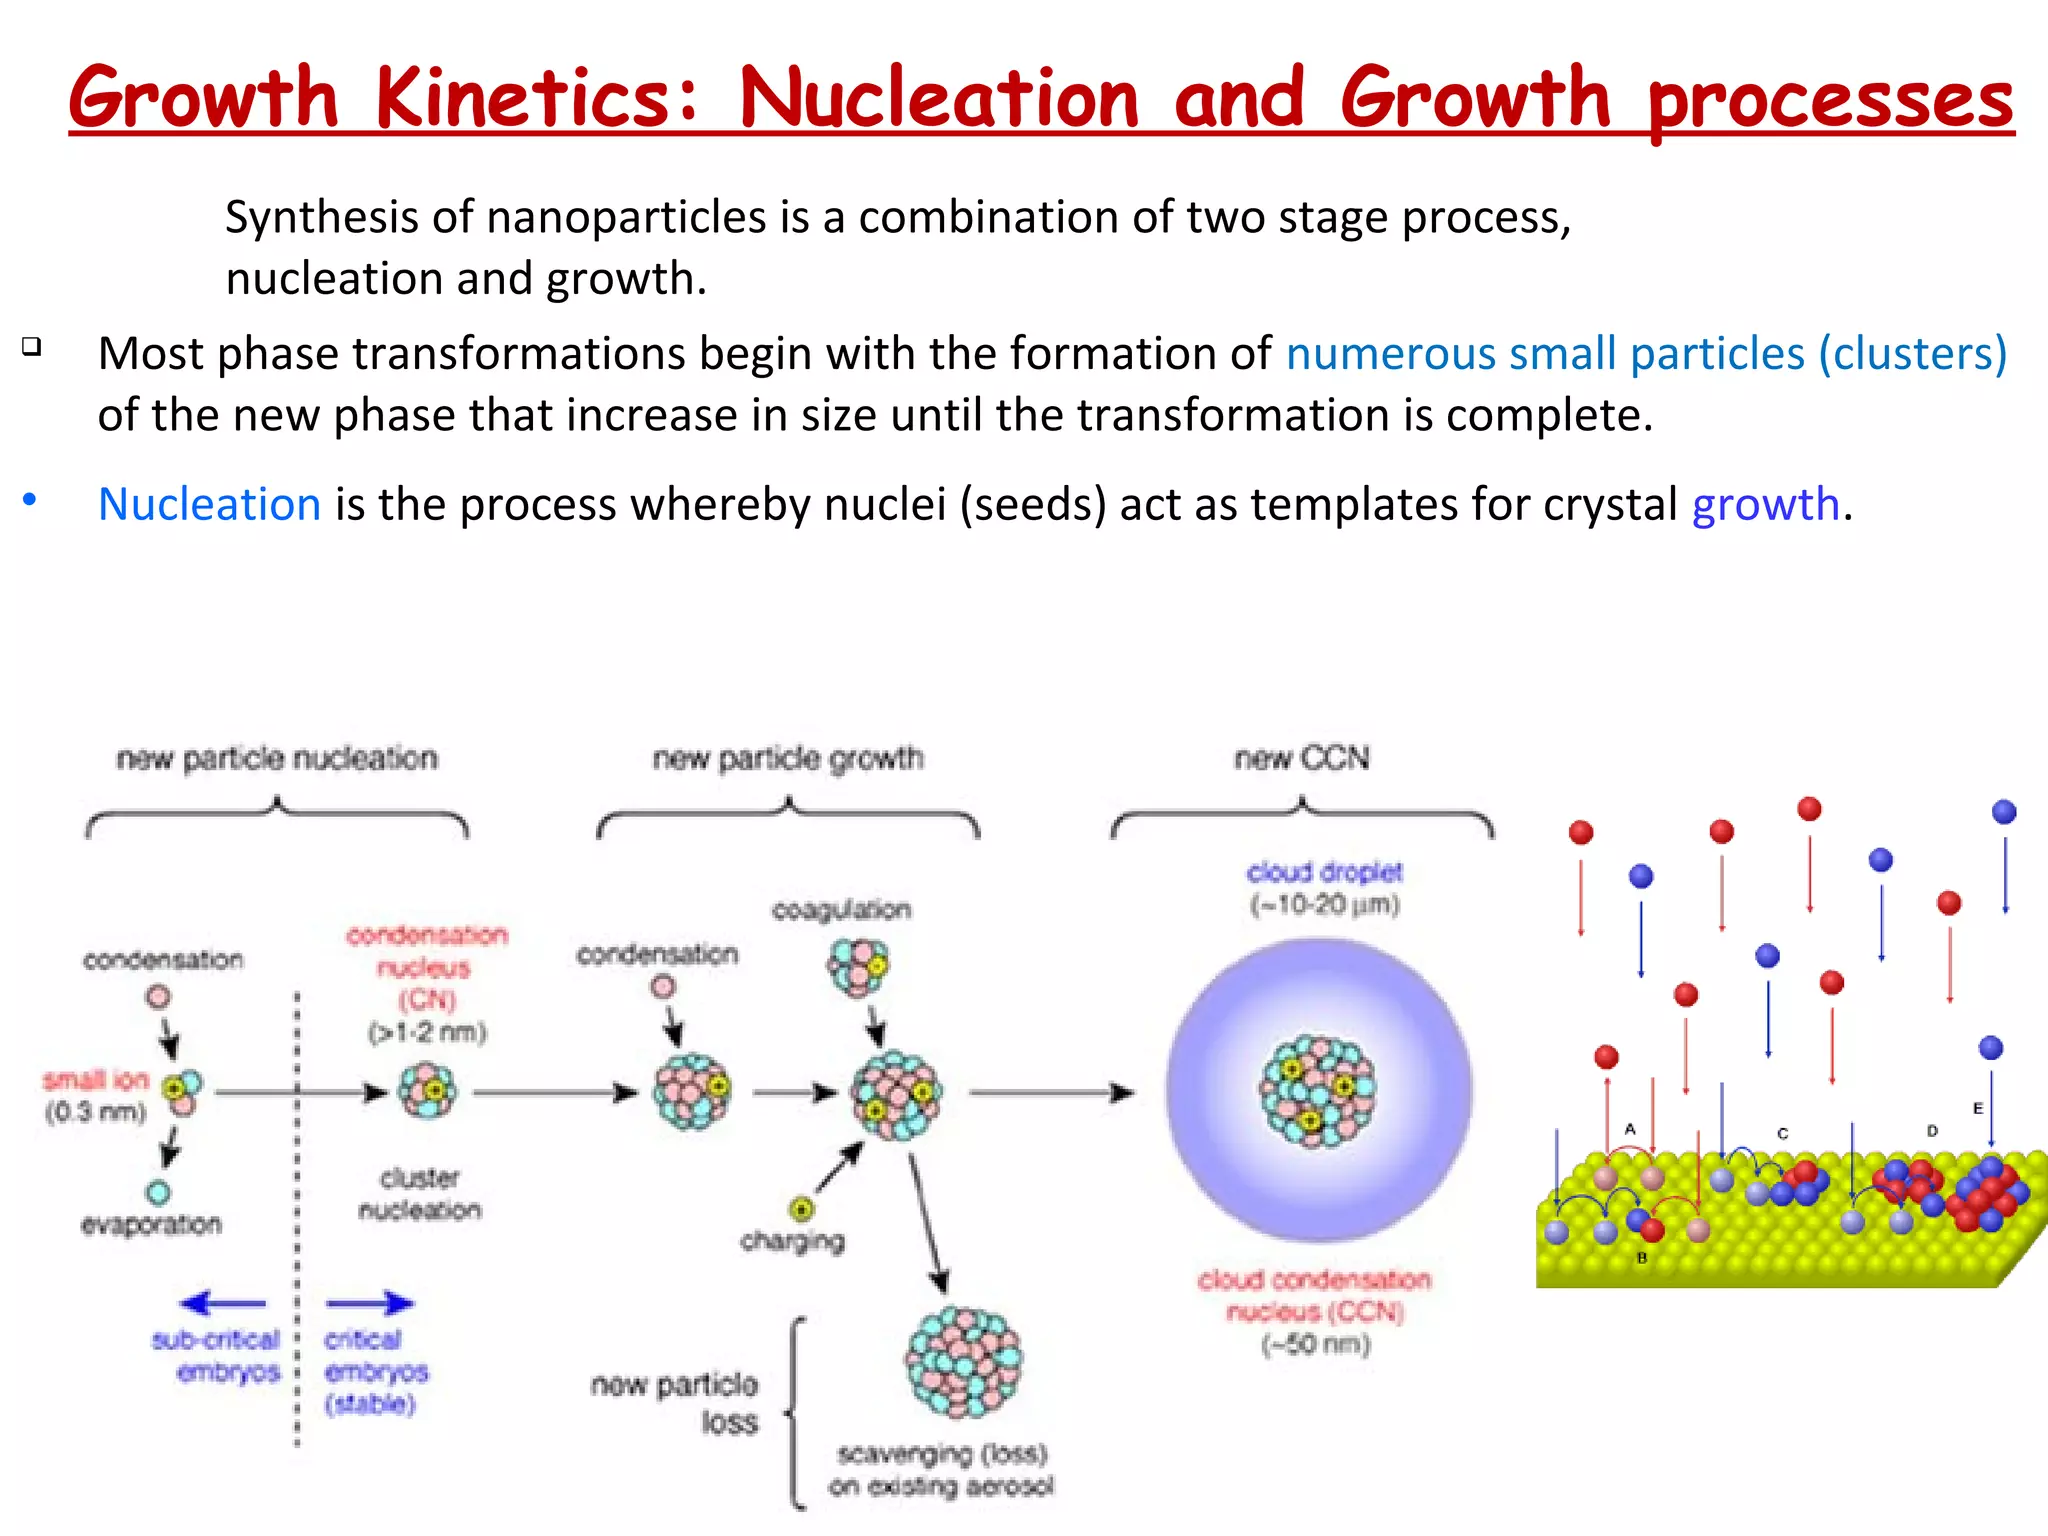 Growth Kinetics: Nucleation and Growth processes
Synthesis of nanoparticles is a combination of two stage process,
nucleation and growth.
❑ Most phase transformations begin with the formation of numerous small particles (clusters)
of the new phase that increase in size until the transformation is complete.
• Nucleation is the process whereby nuclei (seeds) act as templates for crystal growth.
new particle nucleation
new particle growth
new CCN
condensation
small ion
(0.3 nm)
evaporation
condensation
nucleus
(CN)
(>1-2 nm)
cluster
nucleation
sub-critical
embryos
critical
embryos
(stable)
condensation
coagulation
charging
new particle
loss
scavenging (loss)
on existing aerosol
cloud droplet
(~10-20 μm)
cloud condensation
nucleus (CCN)
(~50 nm)
A
B
C
D
E